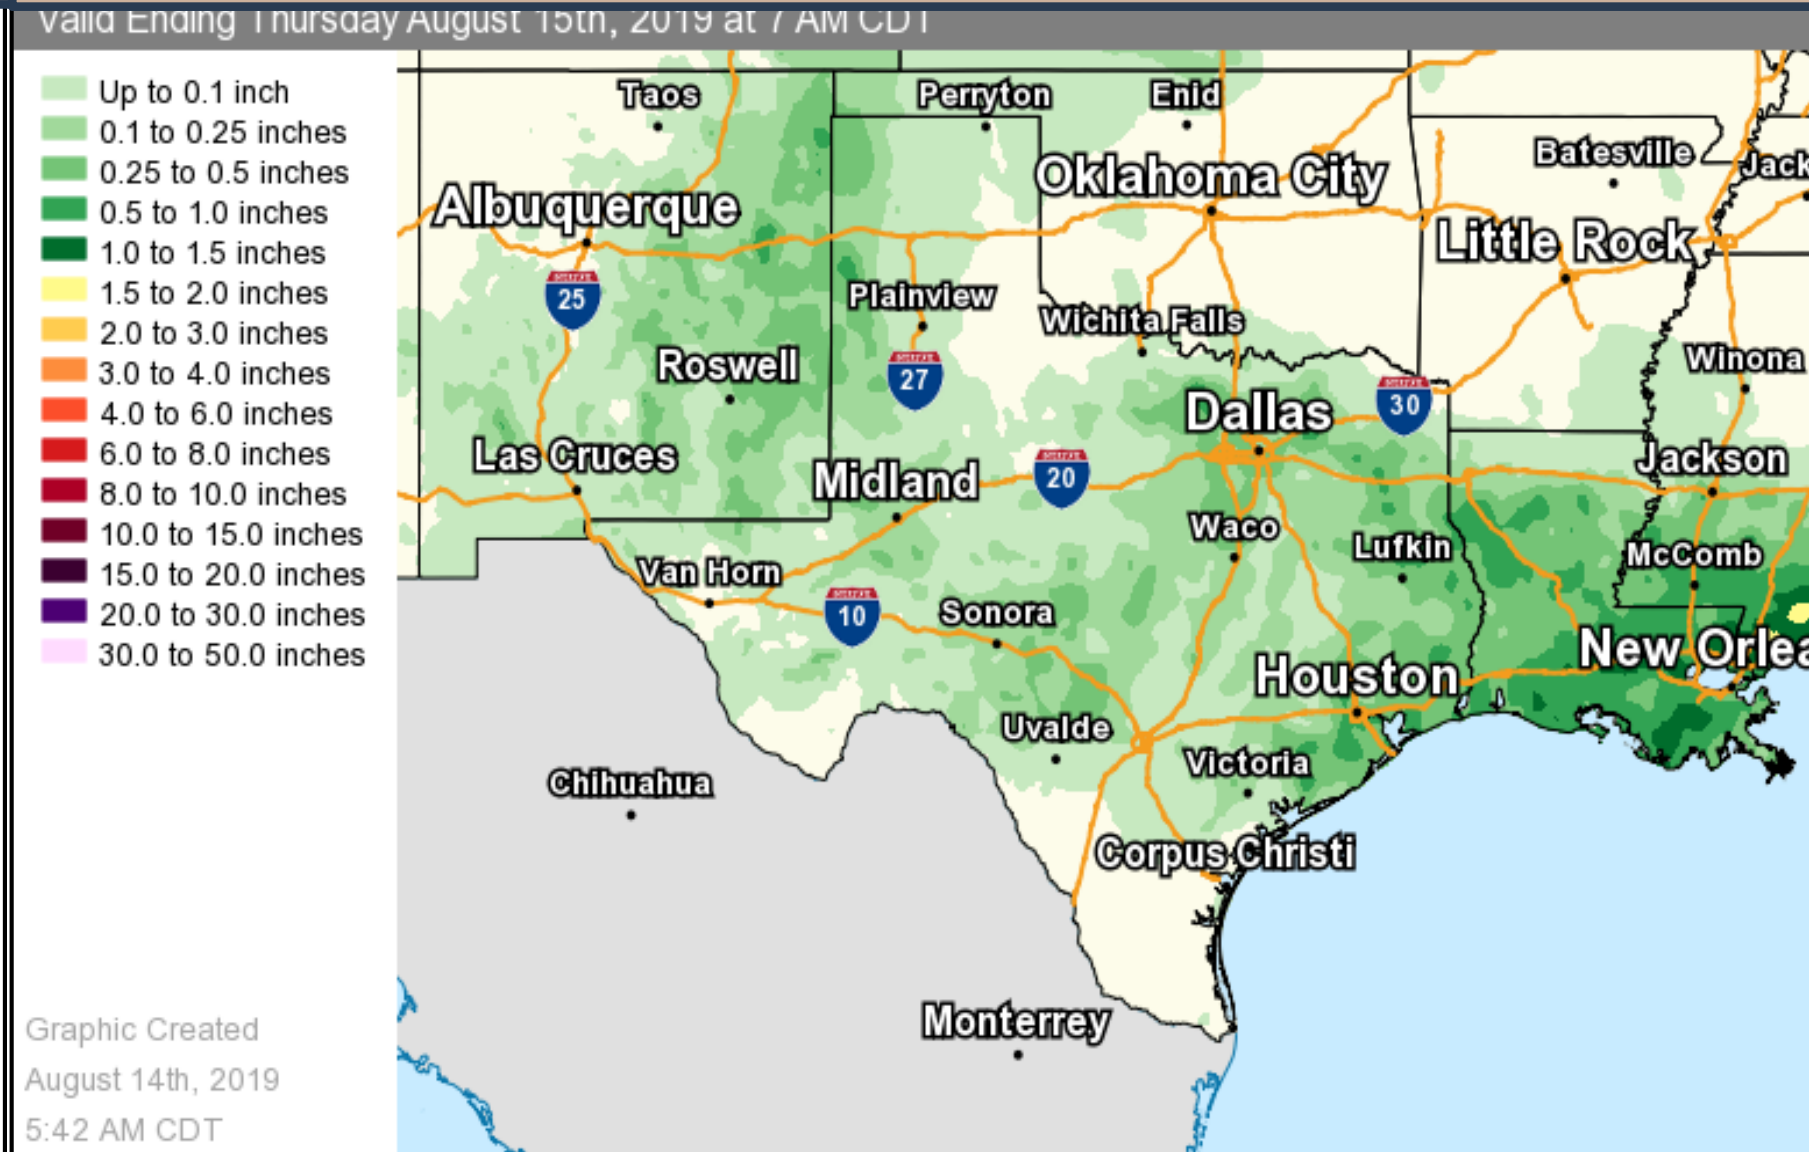 Valid Ending Thursday August 15th, 2019 at 7 AM CDT
Up to 0.1 inch
0.1 to 0.25 inches
0.25 to 0.5 inches
0.5 to 1.0 inches
1.0 to 1.5 inches
1.5 to 2.0 inches
2.0 to 3.0 inches
3.0 to 4.0 inches
4.0 to 6.0 inches
6.0 to 8.0 inches
8.0 to 10.0 inches
10.0 to 15.0 inches
15.0 to 20.0 inches
20.0 to 30.0 inches
30.0 to 50.0 inches
Graphic Created
August 14th, 2019
5:42 AM CDT
Taos
Perryton
Enid
Batesville
Jack
Oklahoma City
Albuquerque
Little Rock
25
Plainview
Wichita Falls
Winona
Roswell
27
30
Dallas
Las Cruces
Midland
20
Jackson
Waco
Lufkin
McComb
Van Horn
10
Sonora
New Orlea
Houston
Uvalde
Victoria
Chihuahua
Corpus Christi
Monterrey